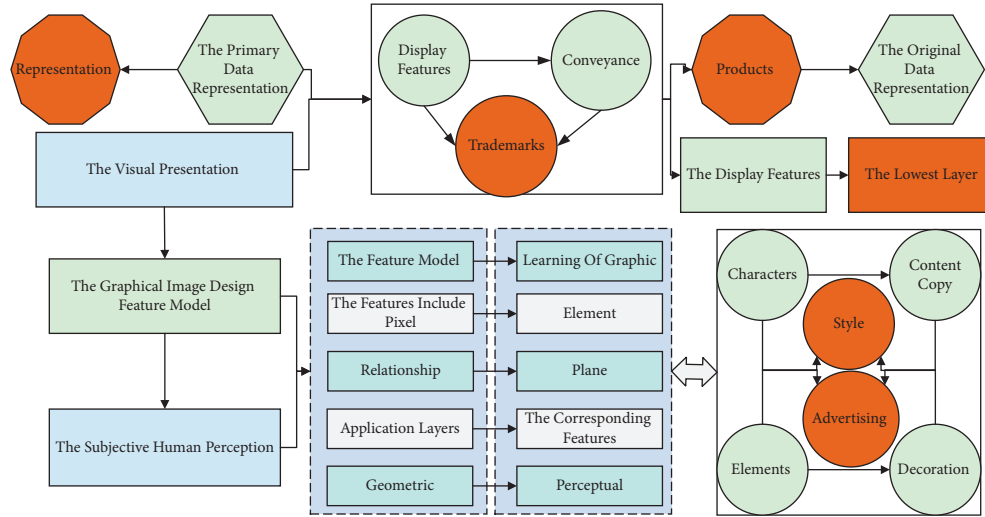 Representation
The Primary
Data
Representation
Display
Features
Conveyance
Trademarks
Products
The Original
Data
Representation
The Visual Presentation
The Display Features
The Lowest Layer
The Graphical Image Design
Feature Model
The Subjective Human Perception
The Feature Model
Learning Of Graphic
The Features Include
Pixel
Element
Relationship
Plane
Application Layers
The Corresponding
Features
Geometric
Perceptual
Characters
Content
Copy
Style
Advertising
Elements
Decoration